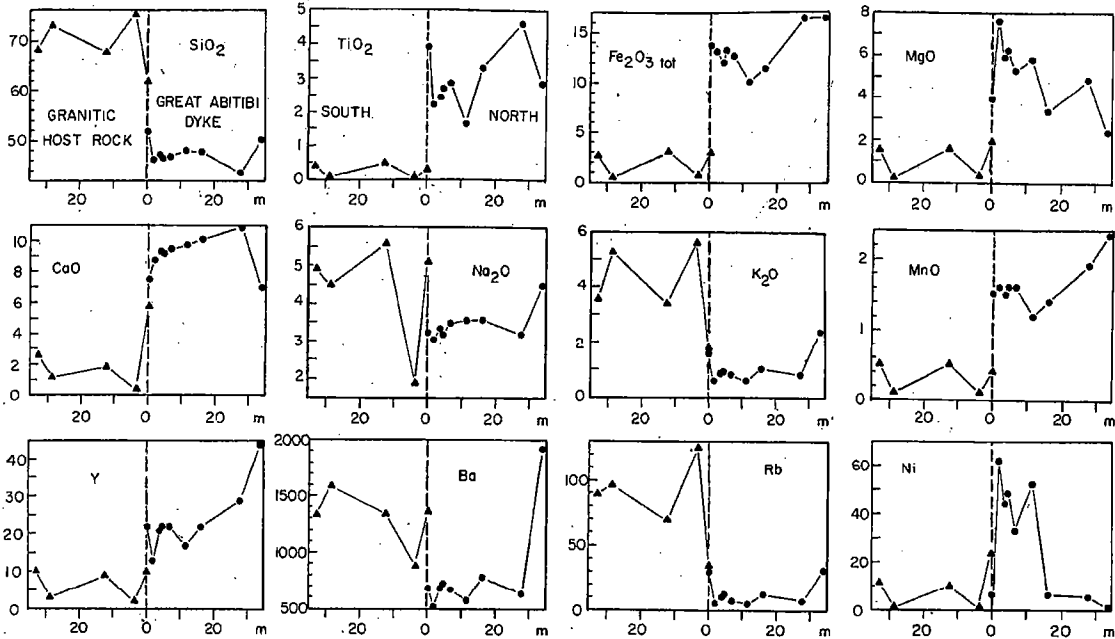 SiO2
70
GRANITIC HOST ROCK
GREAT ABITIBI DYKE
50
20 0 20 m
TiO2
5
4
3
2
1
0
SOUTH
NORTH
20 0 20 m
Fe2O3 tot
15
10
5
0
20 0 20 m
MgO
8
6
4
2
0
20 0 20 m
CaO
10
8
6
4
2
0
20 0 20 m
Na2O
6
5
4
3
2
20 0 20 m
K2O
6
4
2
0
20 0 20 m
MnO
2
1
0
20 0 20 m
Y
40
30
20
10
0
20 0 20 m
Ba
2000
1500
1000
500
20 0 20 m
Rb
100
50
0
20 0 20 m
Ni
60
40
20
0
20 0 20 m